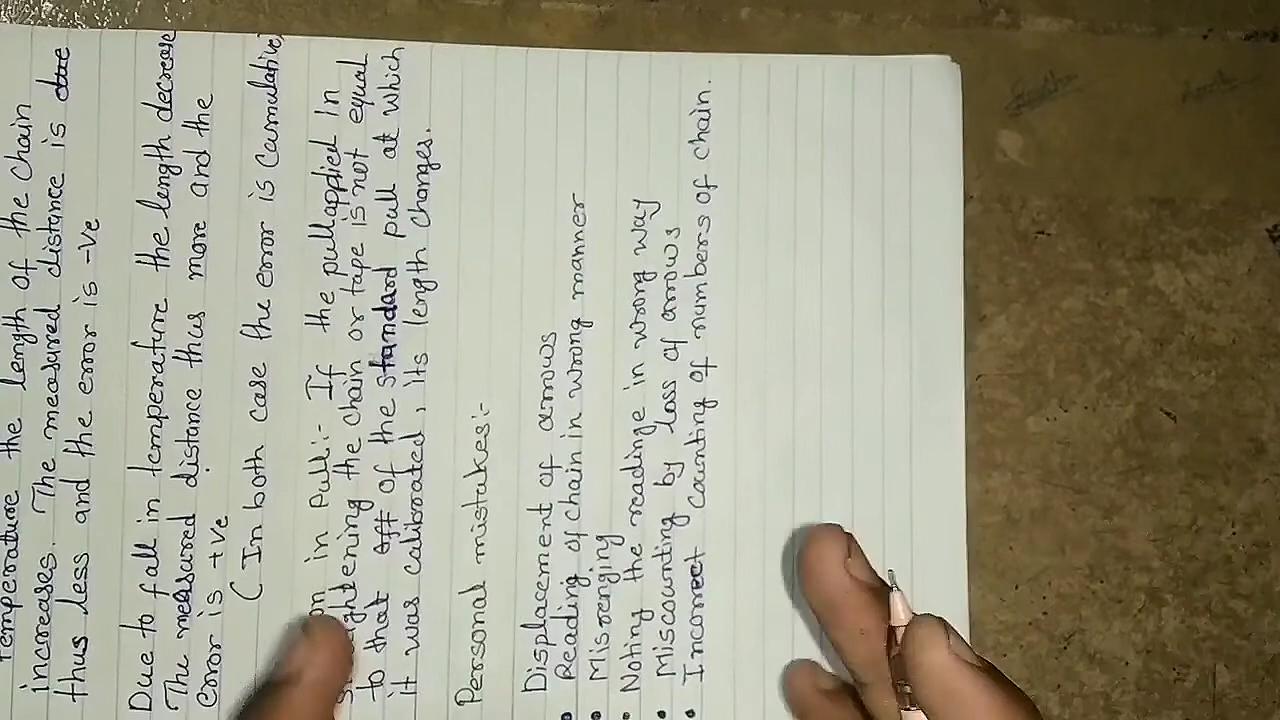 Temperature the length of the chain
increases. The measured distance is
thus less and the error is -ve
Due to fall in temperature the length decrease
The measured distance thus more and the
error is +ve
(In both case the error is Cumulative)
on in Pull:- If the pull applied in
straightening the chain or tape is not equal
to that of the standard pull at which
it was calibrated, its length changes.
Personal mistakes:-
• Displacement of arrows
• Reading of chain in wrong manner
• Misrenging
• Noting the reading in wrong way
• Miscounting by loss of arrows
• Incorrect Counting of numbers of chain.